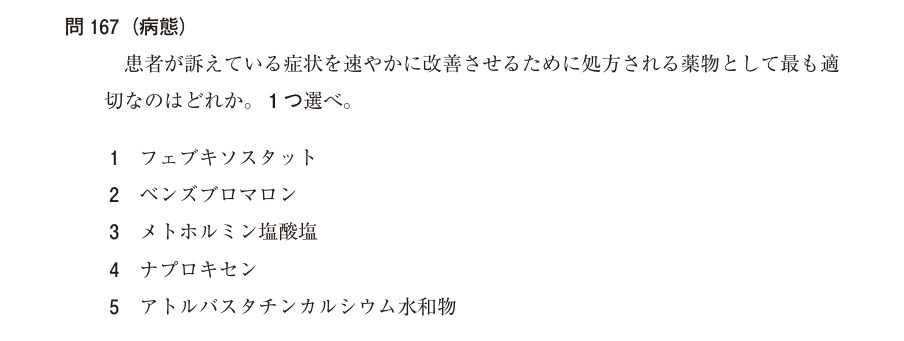 問 167（病態）
患者が訴えている症状を速やかに改善させるために処方される薬物として最も適
切なのはどれか。1つ選べ。
1 フェブキソスタット
2 ベンズブロマロン
3 メトホルミン塩酸塩
4 ナプロキセン
5 アトルバスタチンカルシウム水和物